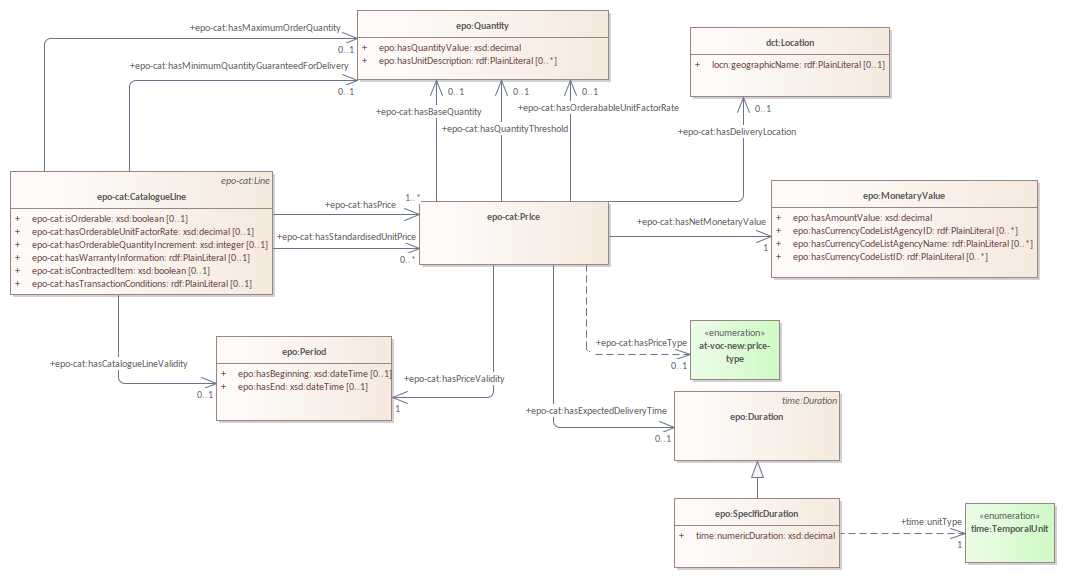 +epo-cat:hasMaximumOrderQuantity
0..1
+epo-cat:hasMinimumQuantityGuaranteedForDelivery
0..1
epo:Quantity
+ epo:hasQuantityValue: xsd:decimal
+ epo:hasUnitDescription: rdf:PlainLiteral [0..*]
0..1
0..1
0..1
+epo-cat:hasBaseQuantity
+epo-cat:hasQuantityThreshold
+epo-cat:hasOrderabableUnitFactorRate
dct:Location
+ locn:geographicName: rdf:PlainLiteral [0..1]
0..1
+epo-cat:hasDeliveryLocation
epo-cat:Line
epo-cat:CatalogueLine
+ epo-cat:isOrderable: xsd:boolean [0..1]
+ epo-cat:hasOrderableUnitFactorRate: xsd:decimal [0..1]
+ epo-cat:hasOrderableQuantityIncrement: xsd:integer [0..1]
+ epo-cat:hasWarrantyInformation: rdf:PlainLiteral [0..1]
+ epo-cat:isContractedItem: xsd:boolean [0..1]
+ epo-cat:hasTransactionConditions: rdf:PlainLiteral [0..1]
+epo-cat:hasPrice
1..*
+epo-cat:hasStandardisedUnitPrice
0..*
epo-cat:Price
+epo-cat:hasNetMonetaryValue
1
epo:MonetaryValue
+ epo:hasAmountValue: xsd:decimal
+ epo:hasCurrencyCodeListAgencyID: rdf:PlainLiteral [0..*]
+ epo:hasCurrencyCodeListAgencyName: rdf:PlainLiteral [0..*]
+ epo:hasCurrencyCodeListID: rdf:PlainLiteral [0..*]
+epo-cat:hasCatalogueLineValidity
0..1
epo:Period
+ epo:hasBeginning: xsd:dateTime [0..1]
+ epo:hasEnd: xsd:dateTime [0..1]
+epo-cat:hasPriceValidity
1
+epo-cat:hasPriceType
0..1
«enumeration»
at-voc-new:price-
type
+epo-cat:hasExpectedDeliveryTime
0..1
time:Duration
epo:Duration
epo:SpecificDuration
+ time:numericDuration: xsd:decimal
+time:unitType
1
«enumeration»
time:TemporalUnit